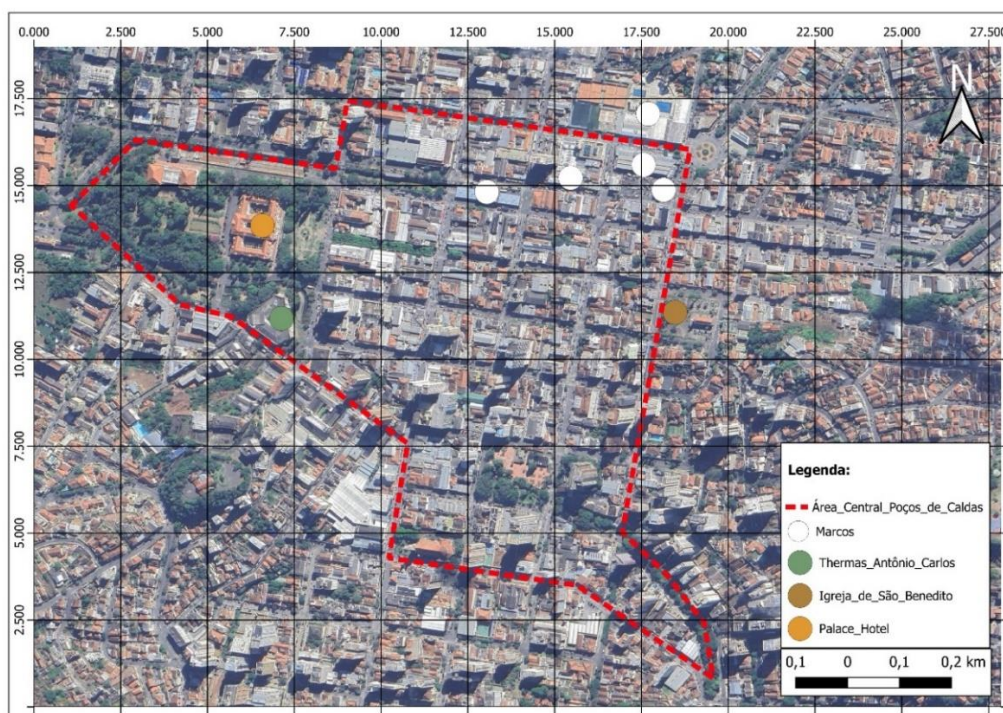 0.000 2.500 5.000 7.500 10.000 12.500 15.000 17.500 20.000 22.500 25.000 27.500
17.500
15.000
12.500
10.000
7.500
5.000
2.500
N
Legenda:
Área_Central_Poços_de_Caldas
Marcos
Thermas_Antônio_Carlos
Igreja_de_São_Benedito
Palace_Hotel
0,1 0 0,1 0,2 km